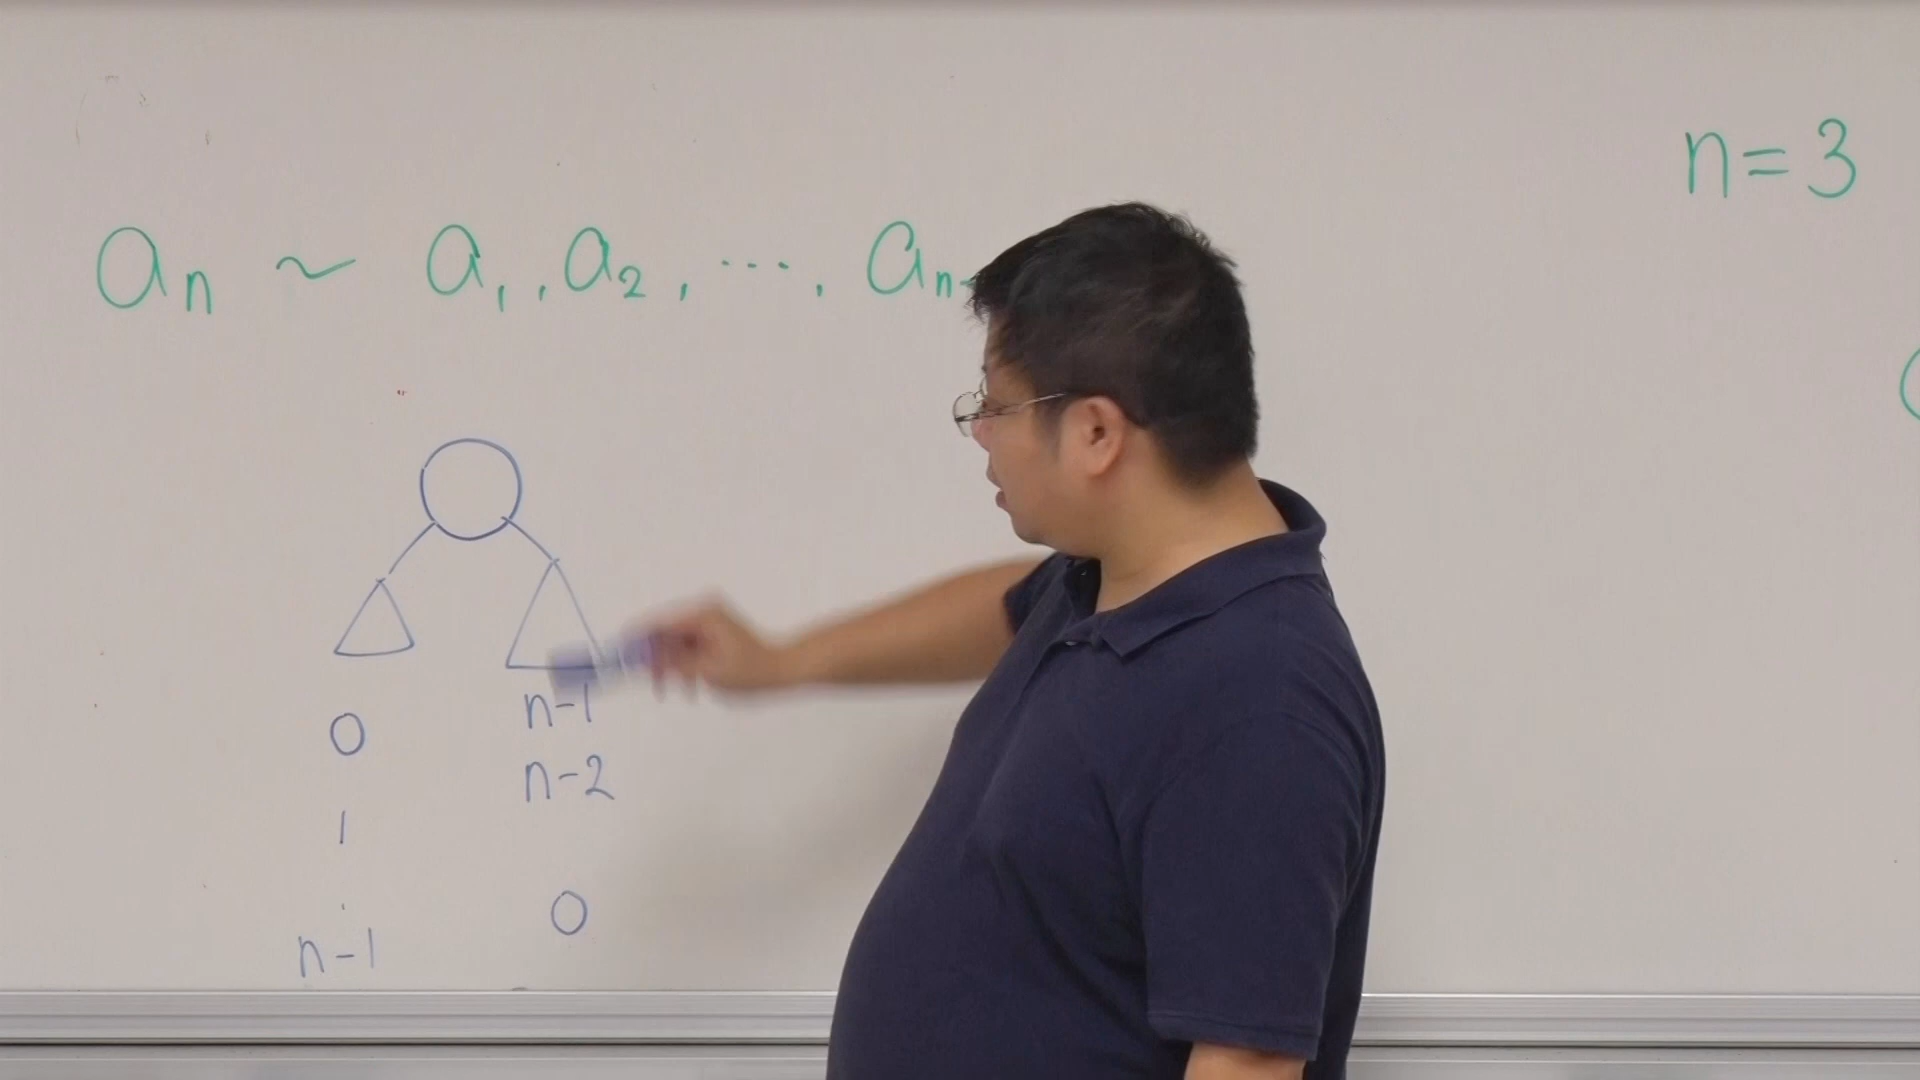 n=3
aₙ ~ a₁, a₂, ..., aₙ₋
n-1
0 n-2
1
0
n-1